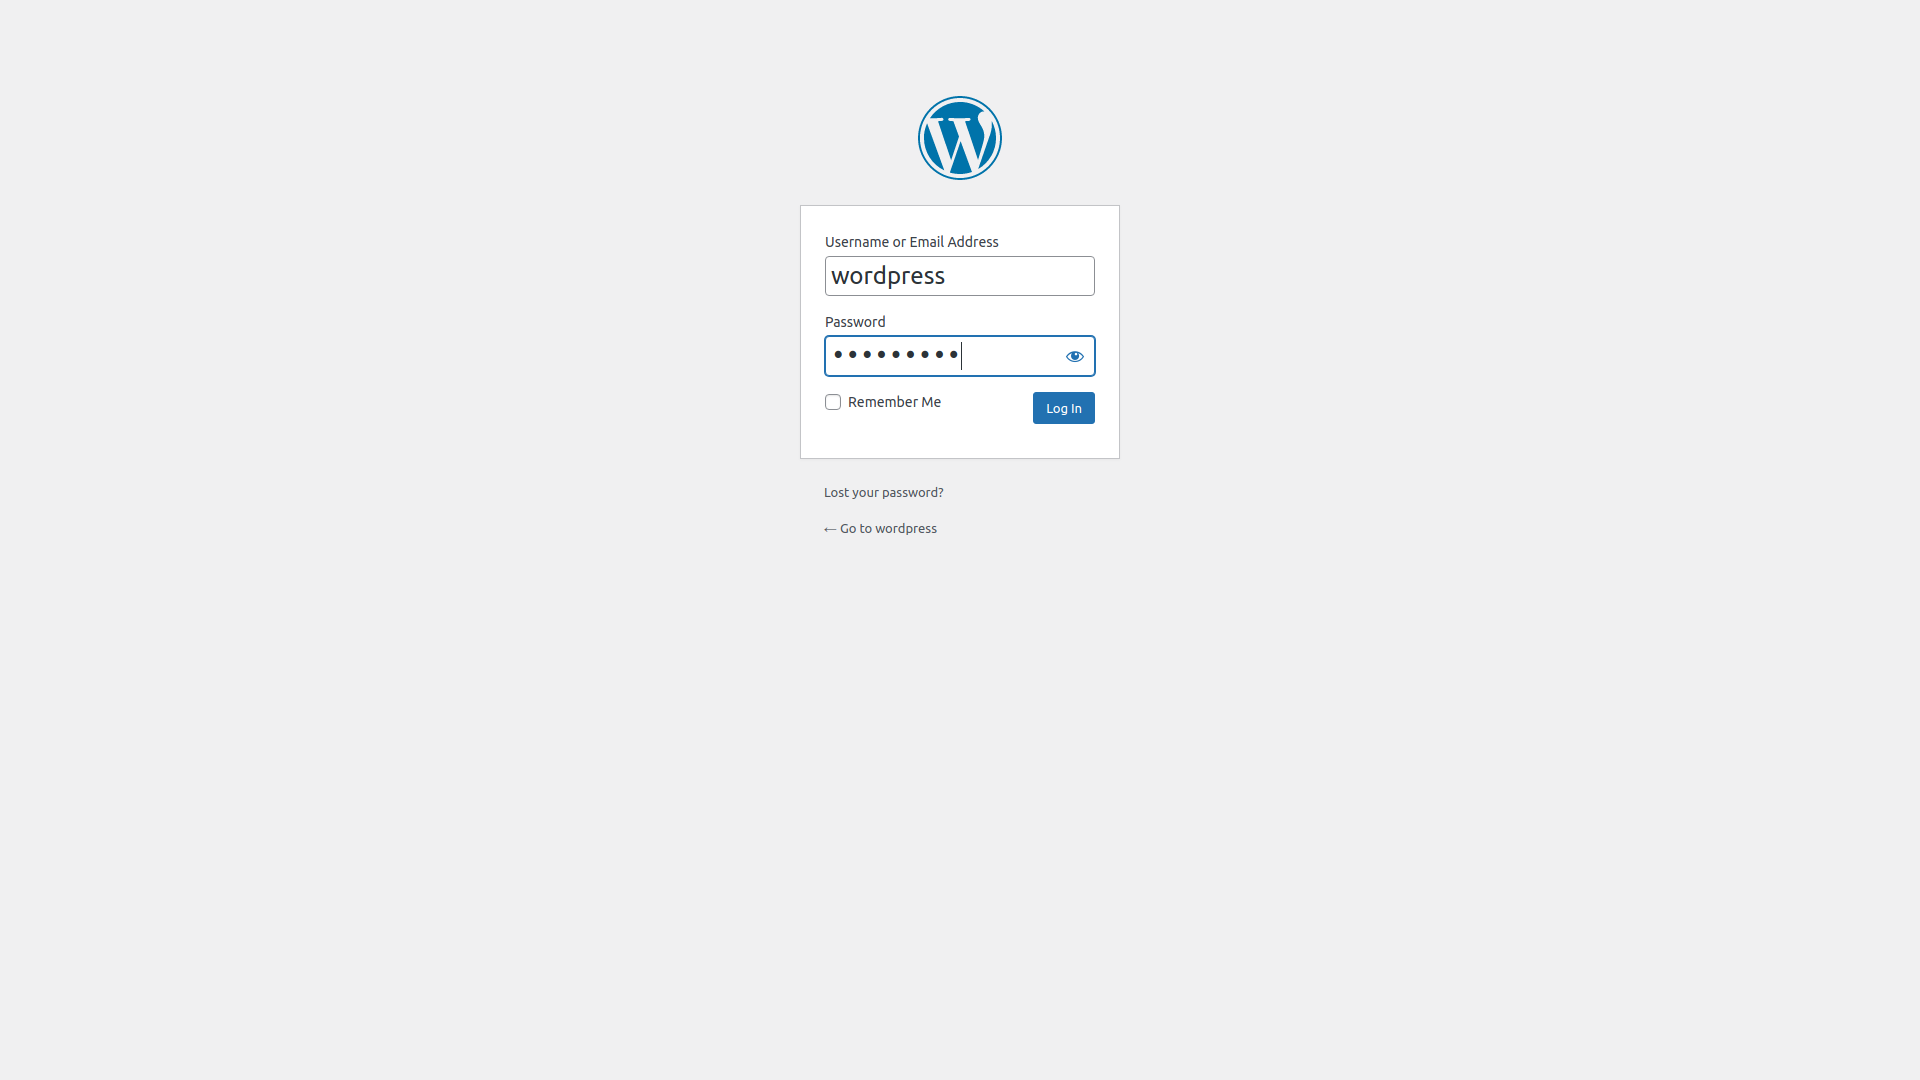 Username or Email Address
wordpress
Password
•••••••••
Remember Me
Log In
Lost your password?
← Go to wordpress